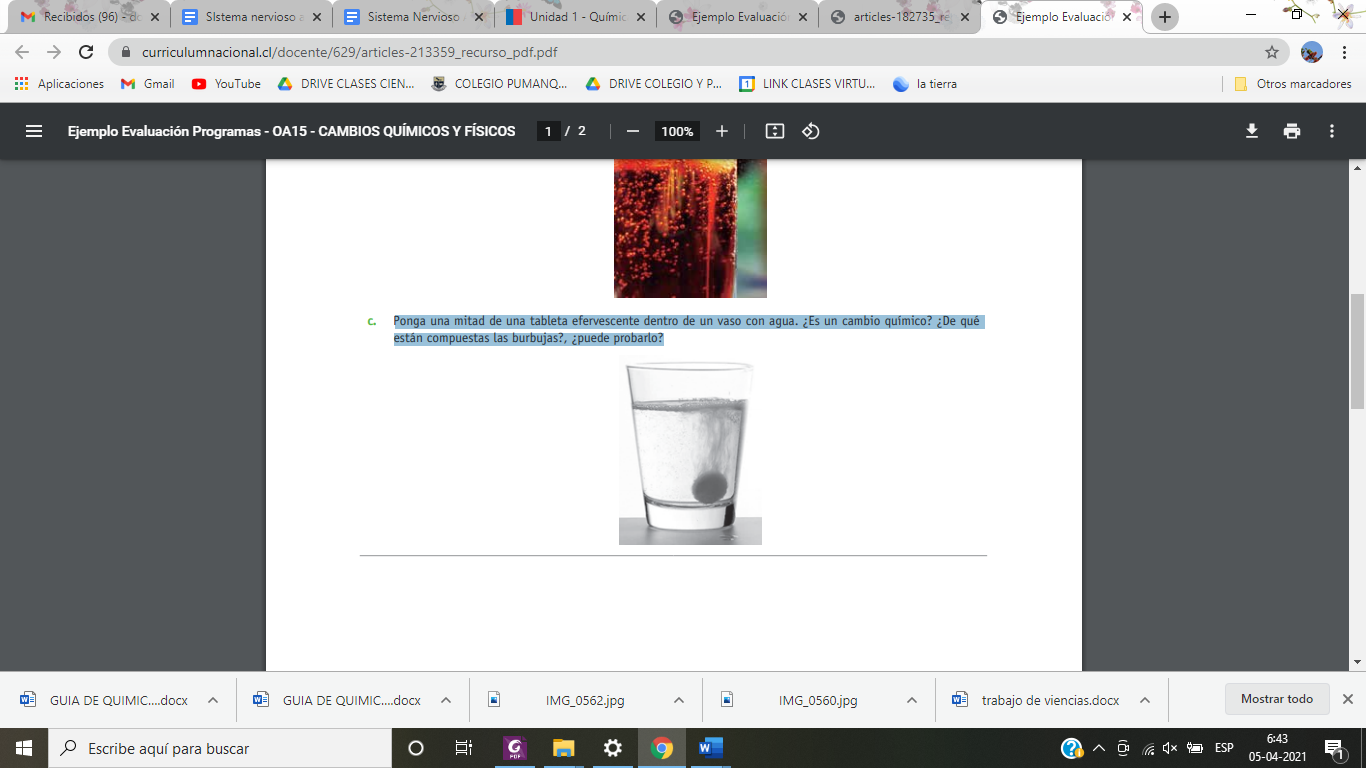 Recibidos (96) - d
SIstema nervioso a
Sistema Nervioso
Unidad 1 - Químic
Ejemplo Evaluación
articles-182735_re
Ejemplo Evaluació
curriculumnacional.cl/docente/629/articles-213359_recurso_pdf.pdf
Aplicaciones
Gmail
YouTube
DRIVE CLASES CIEN...
COLEGIO PUMANQ...
DRIVE COLEGIO Y P...
1
LINK CLASES VIRTU...
la tierra
Otros marcadores
Ejemplo Evaluación Programas - OA15 - CAMBIOS QUÍMICOS Y FÍSICOS
1 / 2
100%
c. Ponga una mitad de una tableta efervescente dentro de un vaso con agua. ¿Es un cambio químico? ¿De qué
están compuestas las burbujas?, ¿puede probarlo?
GUIA DE QUIMIC....docx
GUIA DE QUIMIC....docx
IMG_0562.jpg
IMG_0560.jpg
trabajo de viencias.docx
Mostrar todo
Escribe aquí para buscar
PDF
ESP
6:43
05-04-2021
1